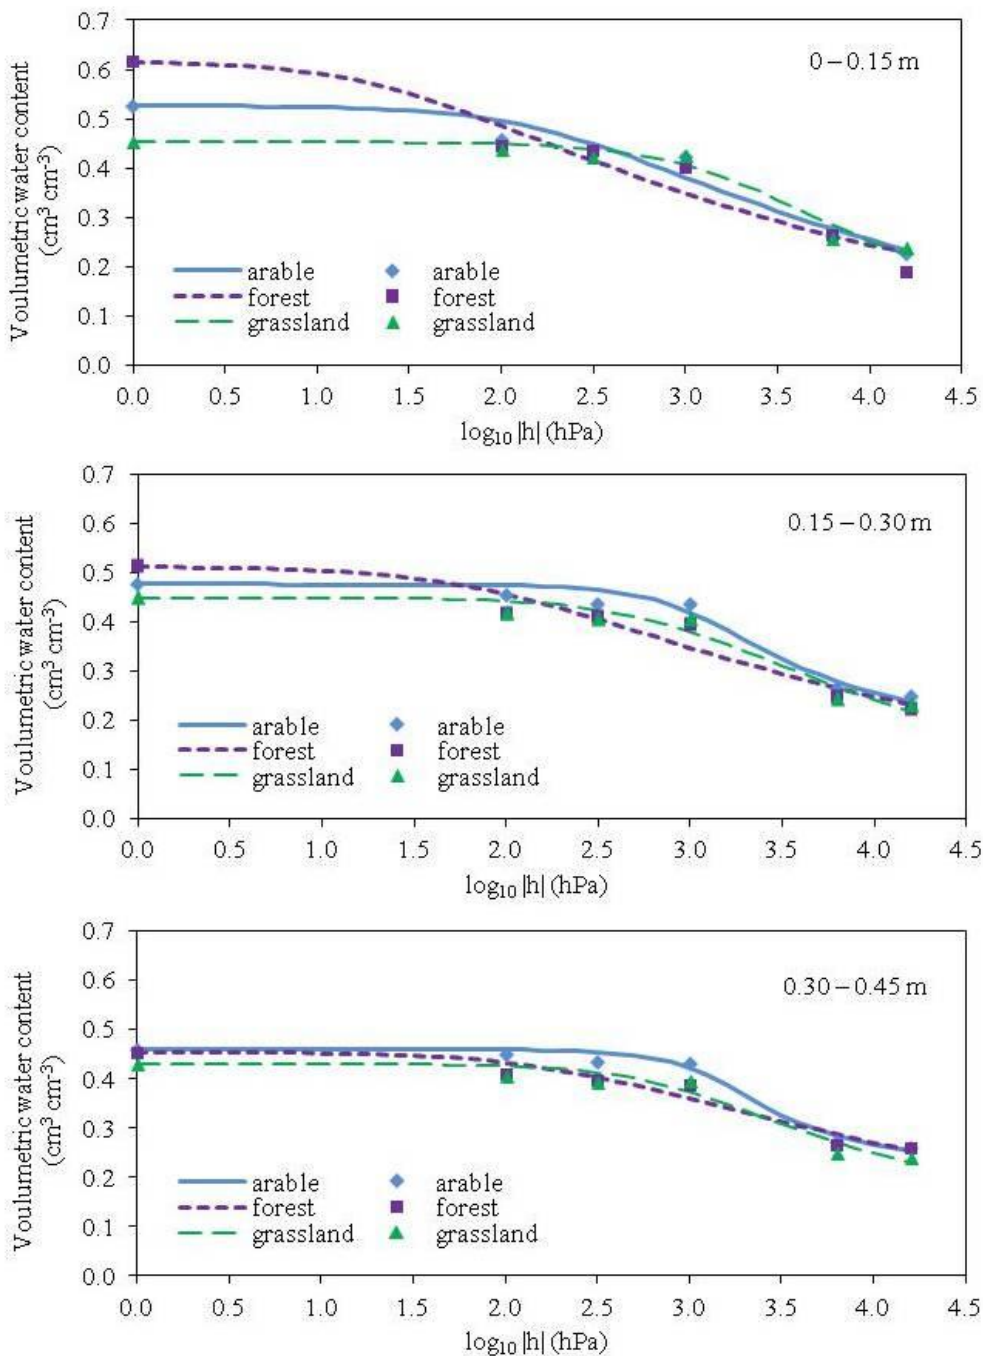 0.7
0.6
0.5
0.4
0.3
0.2
0.1
0.0
Voulumetric water content
(cm³ cm⁻³)
0 – 0.15 m
arable arable
forest forest
grassland grassland
0.0 0.5 1.0 1.5 2.0 2.5 3.0 3.5 4.0 4.5
log₁₀ |h| (hPa)
0.7
0.6
0.5
0.4
0.3
0.2
0.1
0.0
Voulumetric water content
(cm³ cm⁻³)
0.15 – 0.30 m
arable arable
forest forest
grassland grassland
0.0 0.5 1.0 1.5 2.0 2.5 3.0 3.5 4.0 4.5
log₁₀ |h| (hPa)
0.7
0.6
0.5
0.4
0.3
0.2
0.1
0.0
Voulumetric water content
(cm³ cm⁻³)
0.30 – 0.45 m
arable arable
forest forest
grassland grassland
0.0 0.5 1.0 1.5 2.0 2.5 3.0 3.5 4.0 4.5
log₁₀ |h| (hPa)